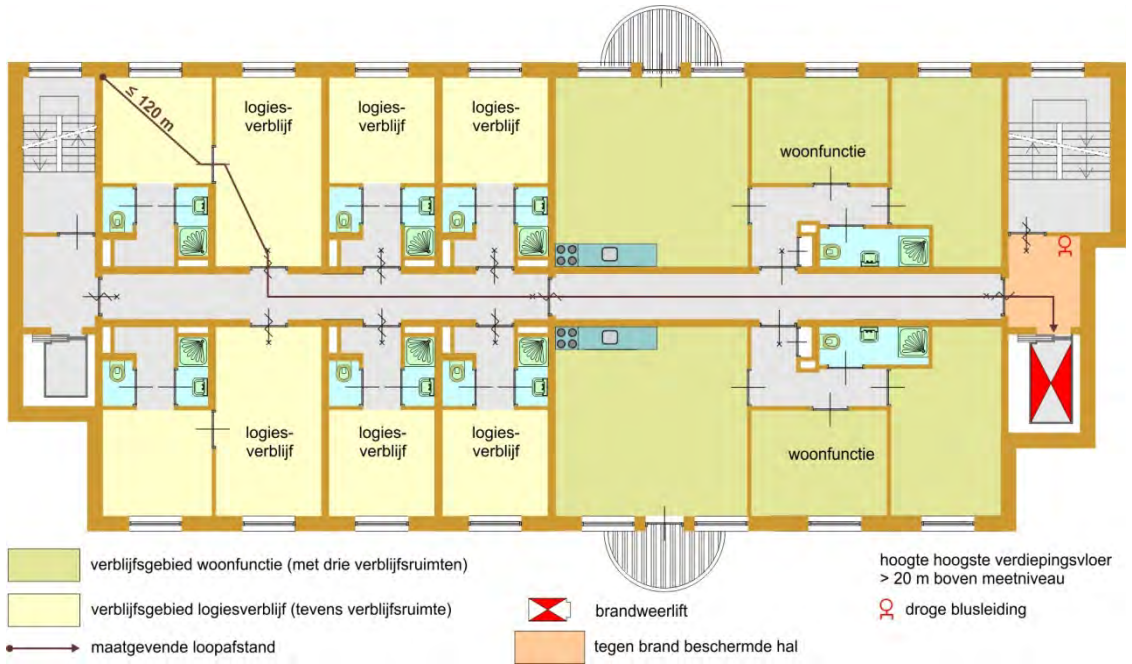 ≤ 120 m
logies-
verblijf
logies-
verblijf
logies-
verblijf
woonfunctie
logies-
verblijf
logies-
verblijf
logies-
verblijf
woonfunctie
verblijfsgebied woonfunctie (met drie verblijfsruimten)
verblijfsgebied logiesverblijf (tevens verblijfsruimte)
maatgevende loopafstand
brandweerlift
tegen brand beschermde hal
hoogte hoogste verdiepingsvloer
> 20 m boven meetniveau
droge blusleiding